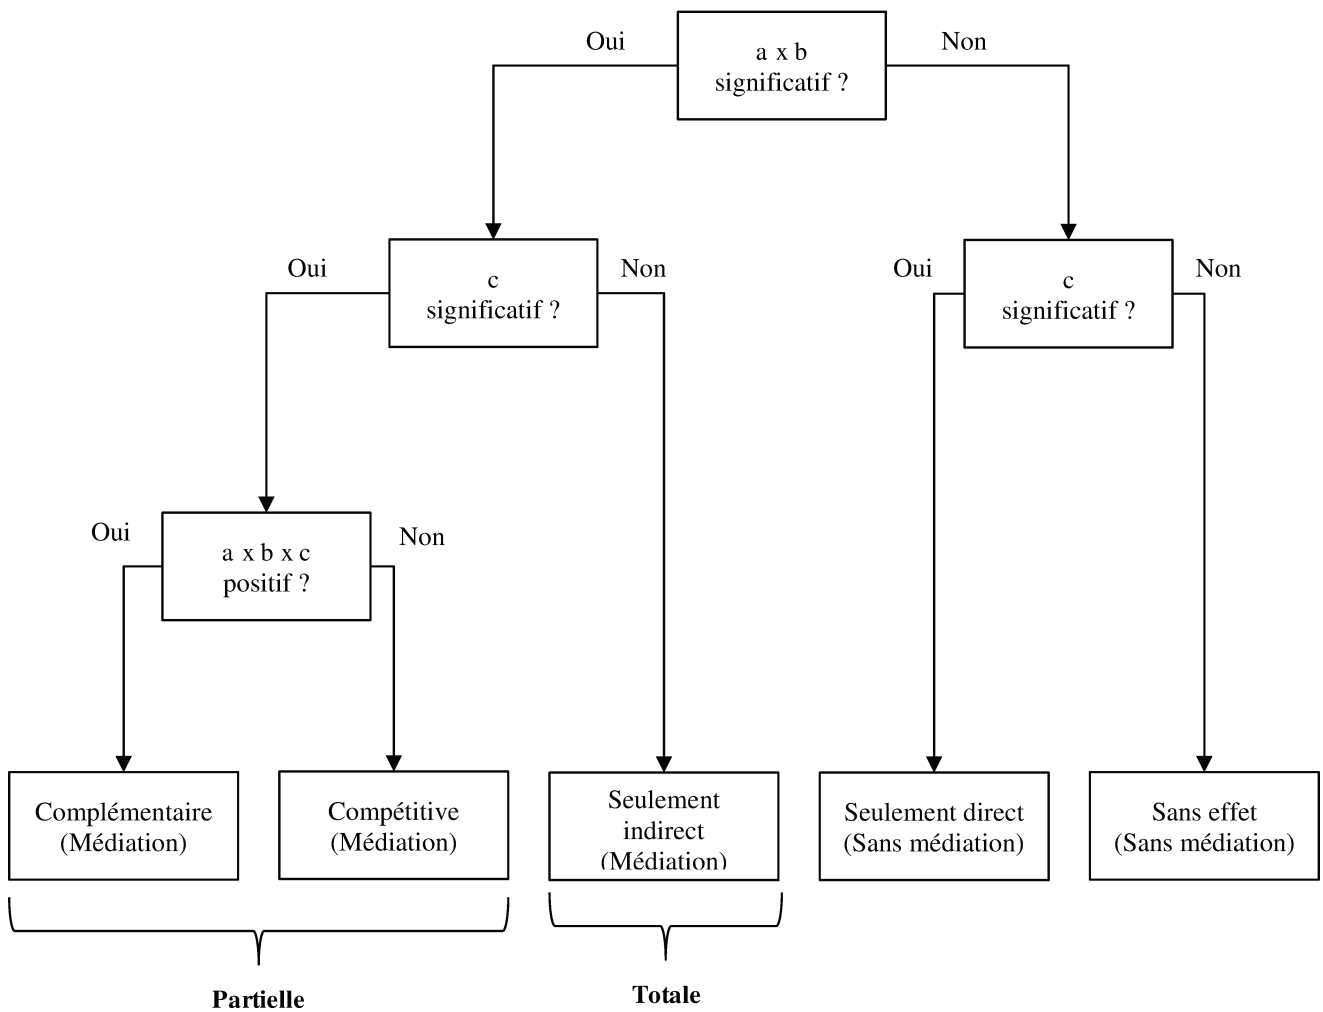 Oui
a x b
significatif ?
Non
Oui
c
significatif ?
Non
Oui
c
significatif ?
Non
Oui
a x b x c
positif ?
Non
Complémentaire
(Médiation)
Compétitive
(Médiation)
Seulement
indirect
(Médiation)
Seulement direct
(Sans médiation)
Sans effet
(Sans médiation)
Partielle
Totale